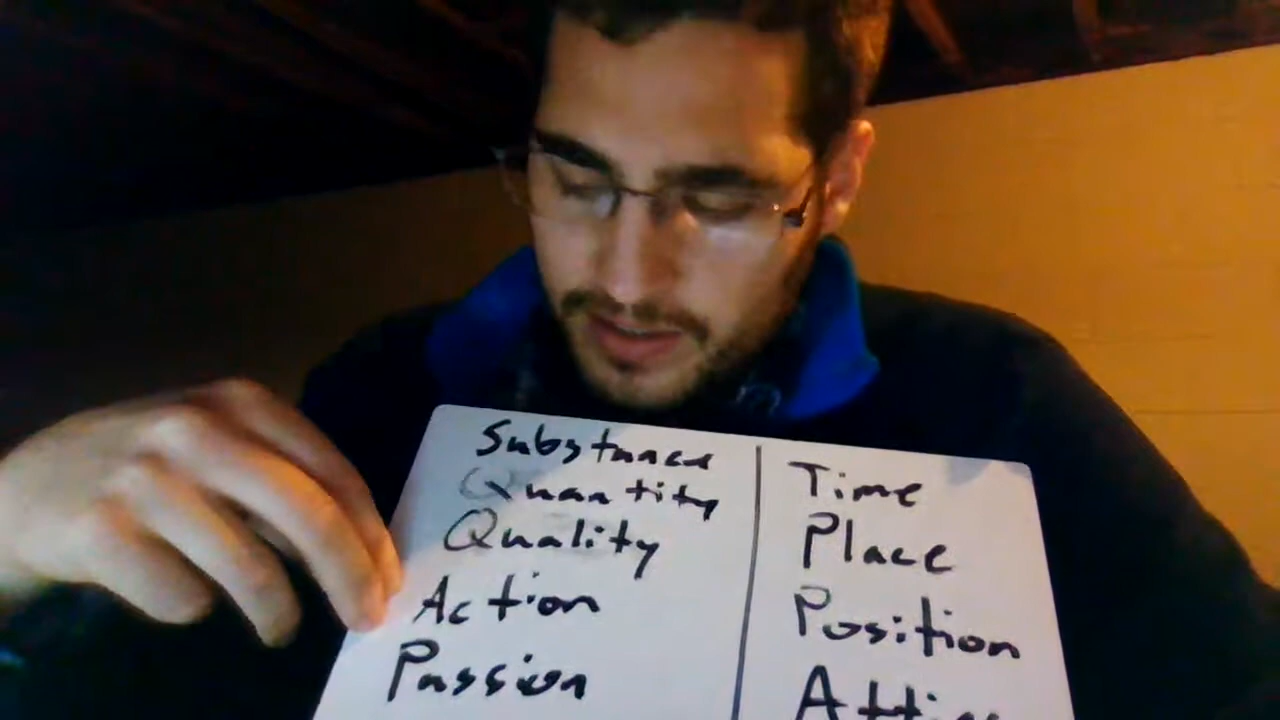 Substance
Quantity
Quality
Action
Passion
Time
Place
Position